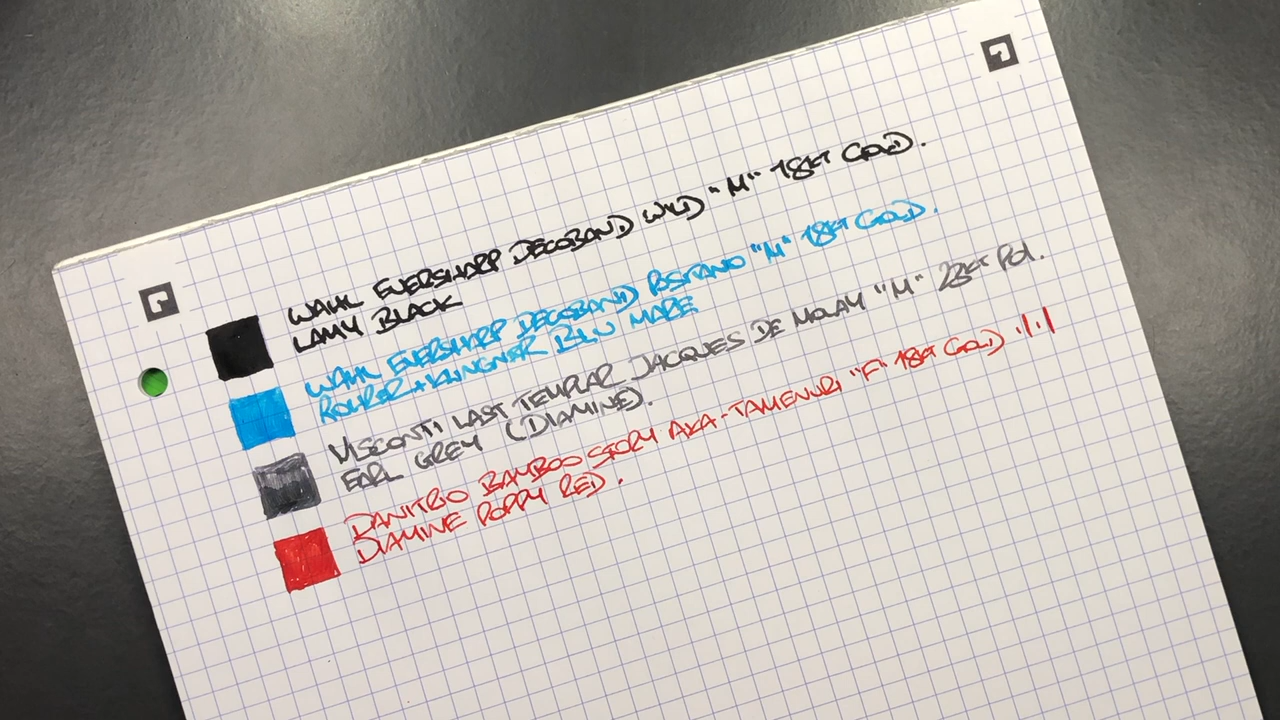 WAHL EVERSHARP DECOBAND WILD "M" 18KT GOLD.
LAMY BLACK
WAHL EVERSHARP DECOBAND "M" 18KT GOLD.
ROHRER+KLINGNER BLU MARE
VISCONTI LAST TEMPLAR JACQUES DE MOLAY "M" 23KT Pd.
EARL GREY (DIAMINE).
DANITRIO BAMBOO STORY AKA-TAMENURI "F" 18KT GOLD
DIAMINE POPPY RED.